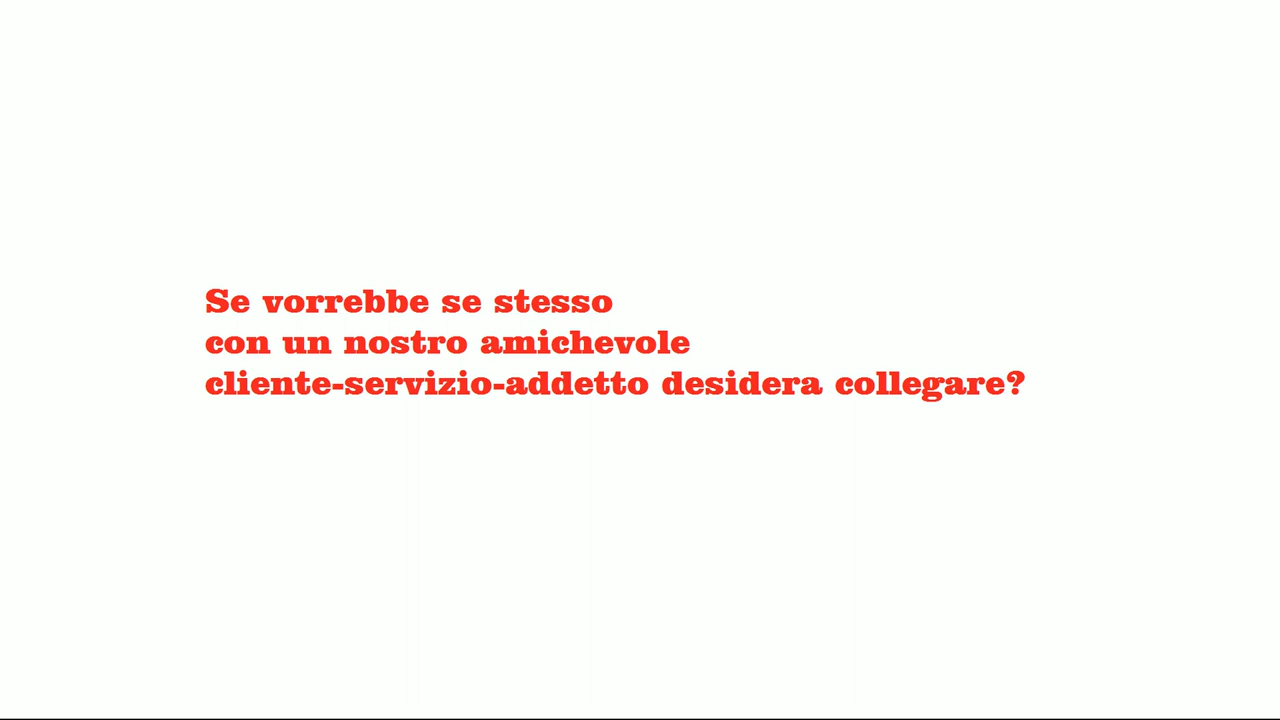 Se vorrebbe se stesso
con un nostro amichevole
cliente-servizio-addetto desidera collegare?